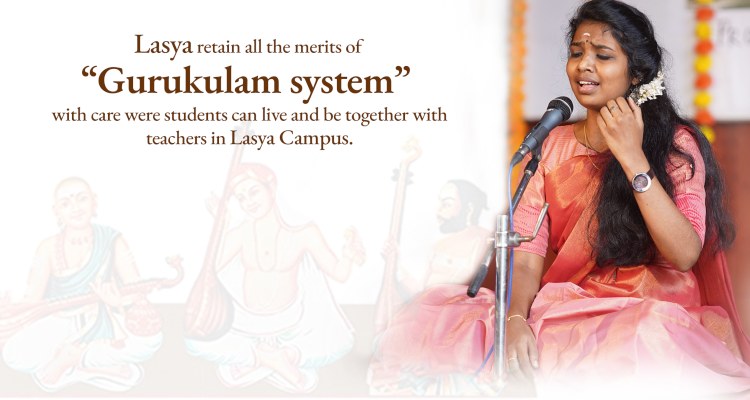 Lasya retain all the merits of
“Gurukulam system”
with care were students can live and be together with
teachers in Lasya Campus.